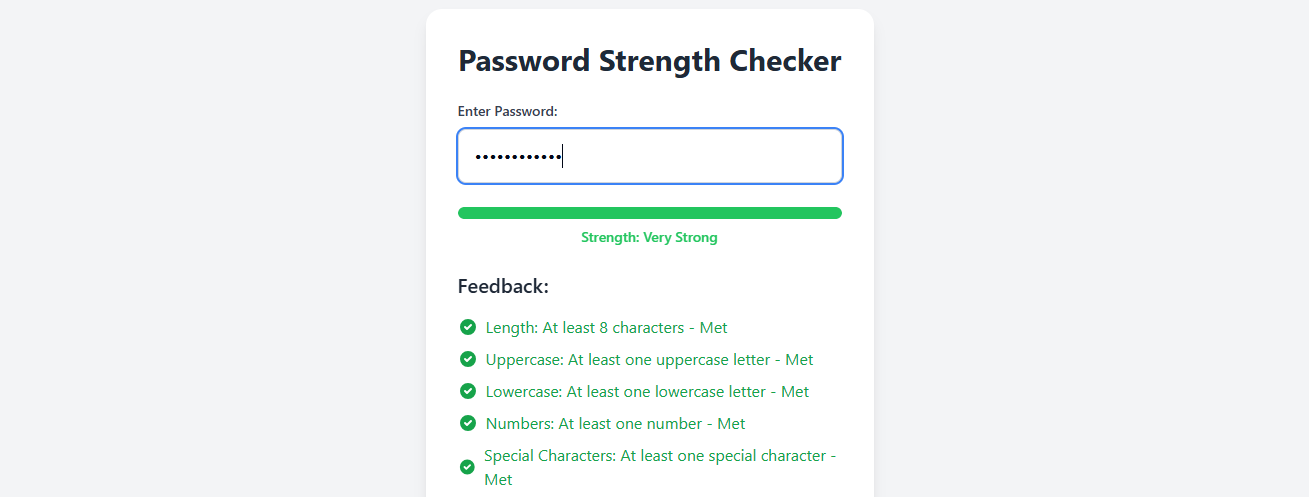 Password Strength Checker
Enter Password:
••••••••••••
Strength: Very Strong
Feedback:
Length: At least 8 characters - Met
Uppercase: At least one uppercase letter - Met
Lowercase: At least one lowercase letter - Met
Numbers: At least one number - Met
Special Characters: At least one special character -
Met